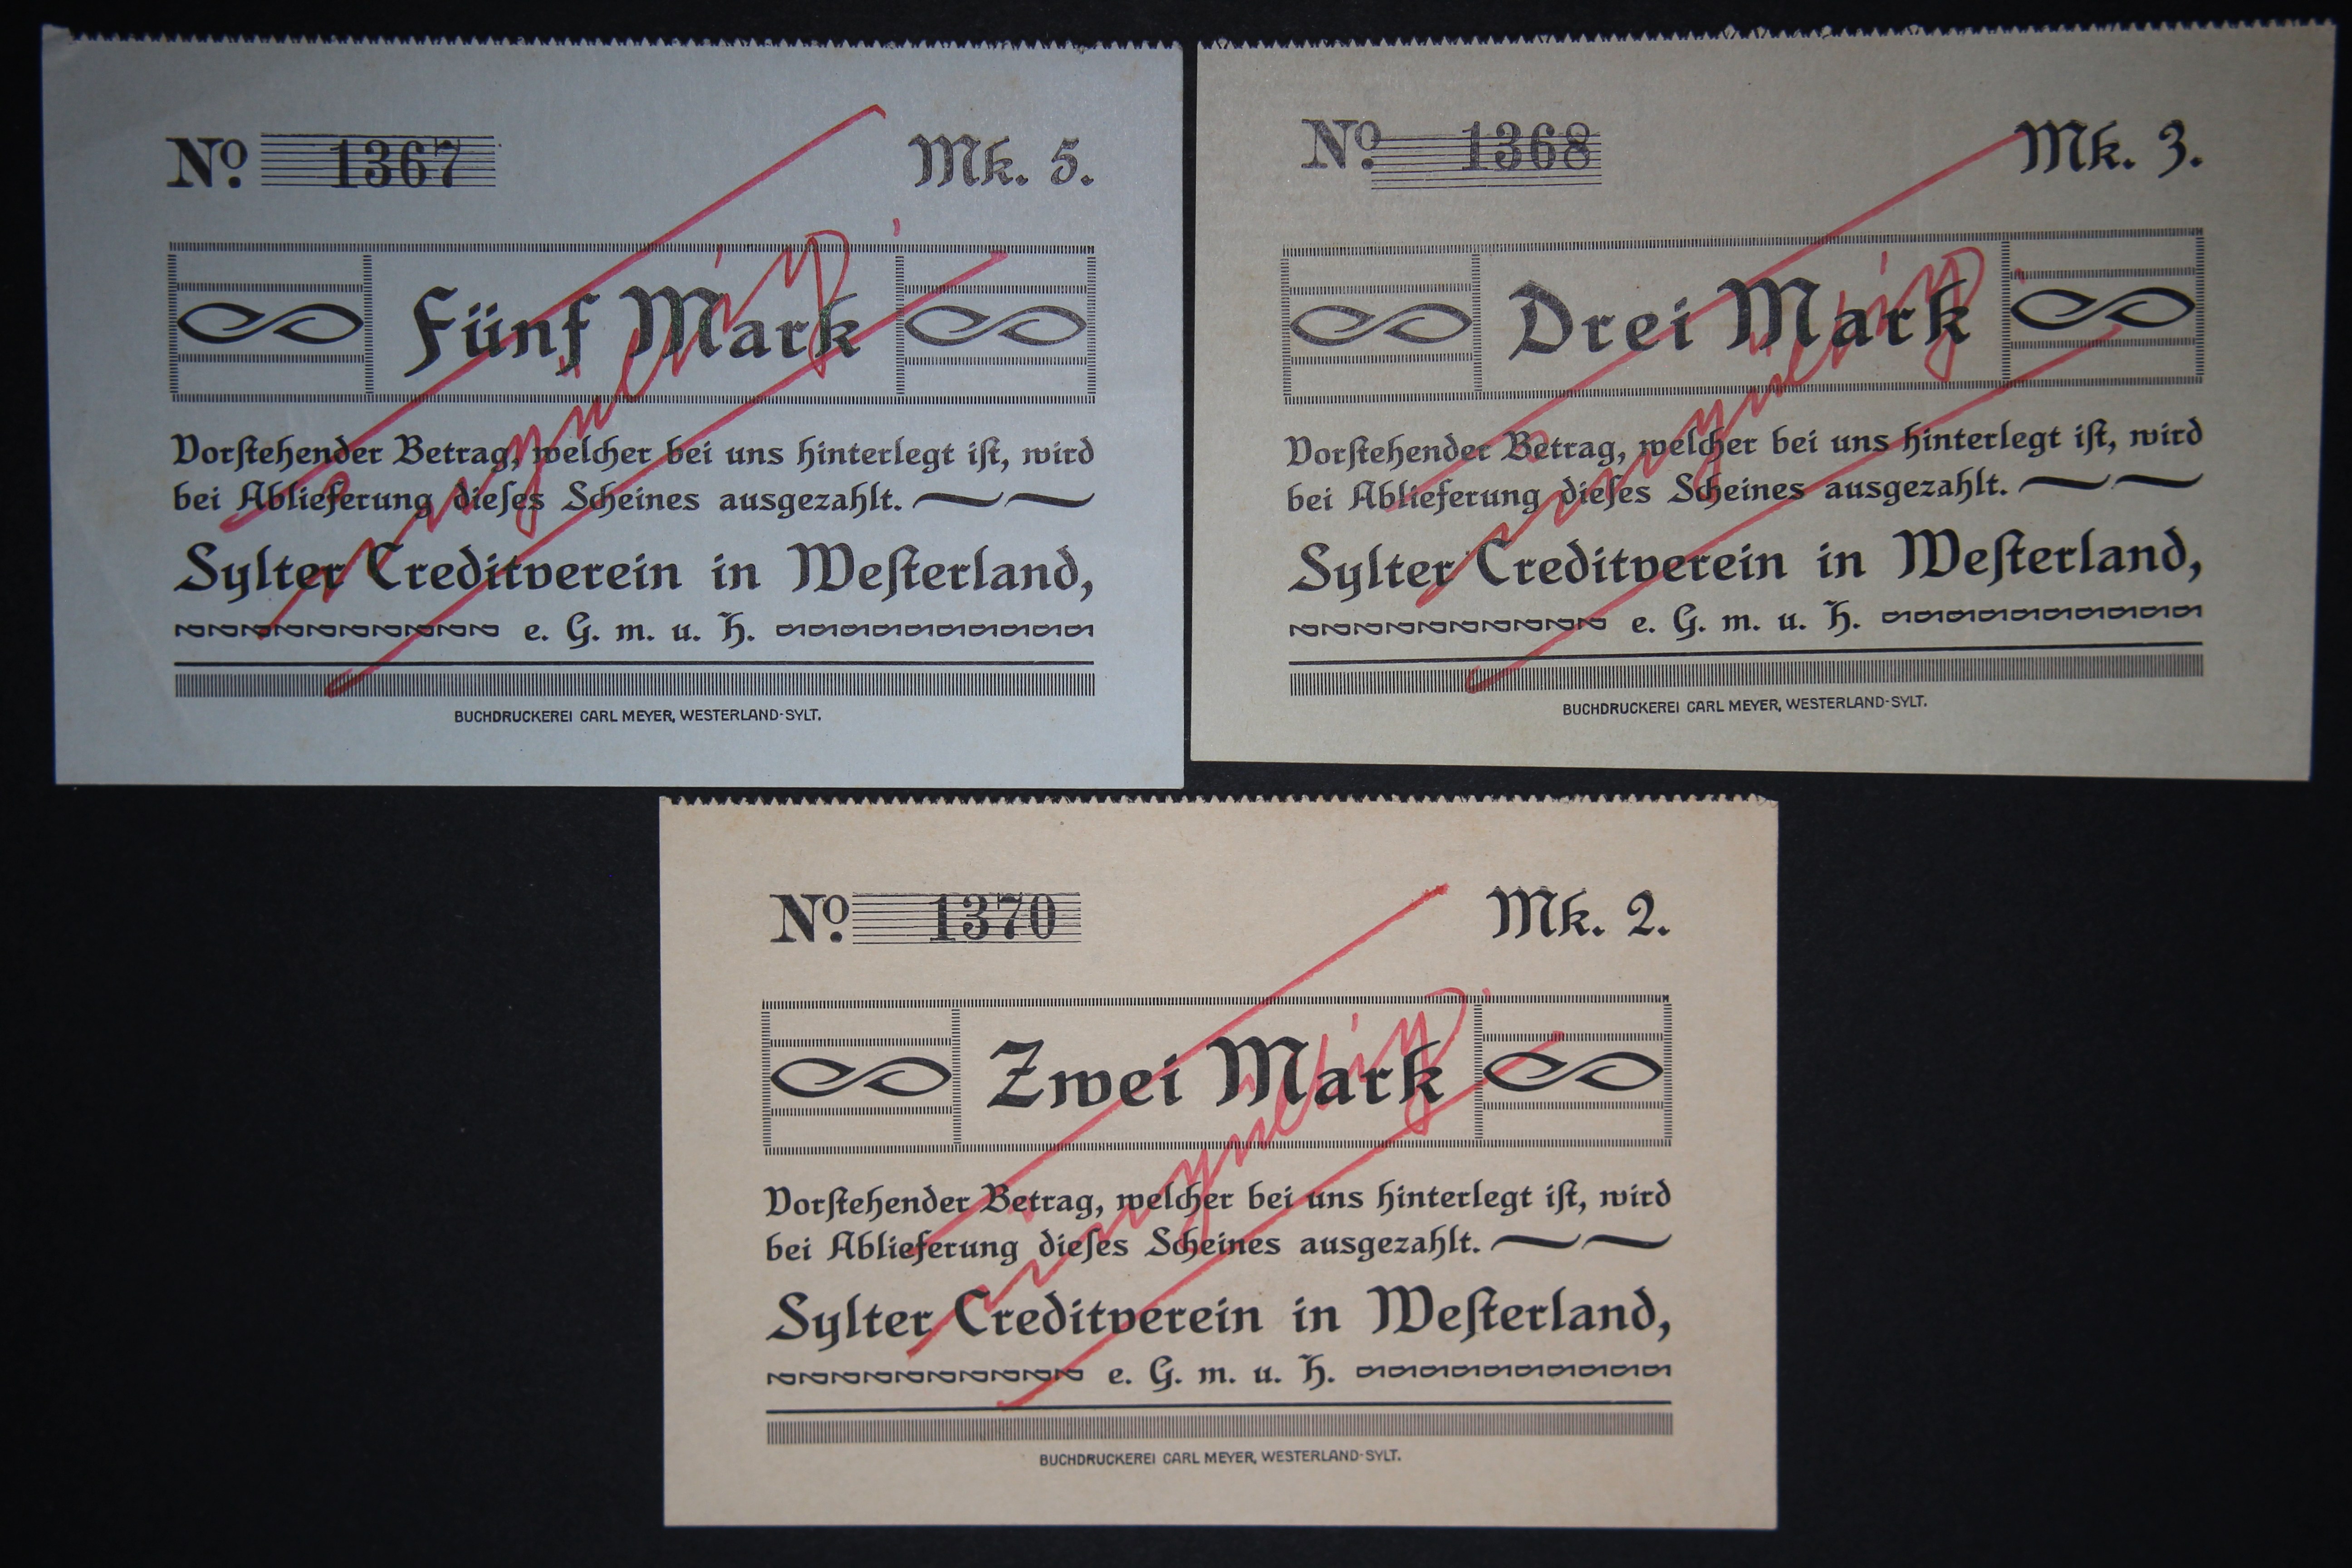 No. 1367 Mk. 5.
Fünf Mark
Vorstehender Betrag, welcher bei uns hinterlegt ist, wird
bei Ablieferung dieses Scheines ausgezahlt.
Sylter Creditverein in Westerland,
e. G. m. u. H.
BUCHDRUCKEREI CARL MEYER, WESTERLAND-SYLT.
ungültig.
No. 1368 Mk. 3.
Drei Mark
Vorstehender Betrag, welcher bei uns hinterlegt ist, wird
bei Ablieferung dieses Scheines ausgezahlt.
Sylter Creditverein in Westerland,
e. G. m. u. H.
BUCHDRUCKEREI CARL MEYER, WESTERLAND-SYLT.
ungültig.
No. 1370 Mk. 2.
Zwei Mark
Vorstehender Betrag, welcher bei uns hinterlegt ist, wird
bei Ablieferung dieses Scheines ausgezahlt.
Sylter Creditverein in Westerland,
e. G. m. u. H.
BUCHDRUCKEREI CARL MEYER, WESTERLAND-SYLT.
ungültig.